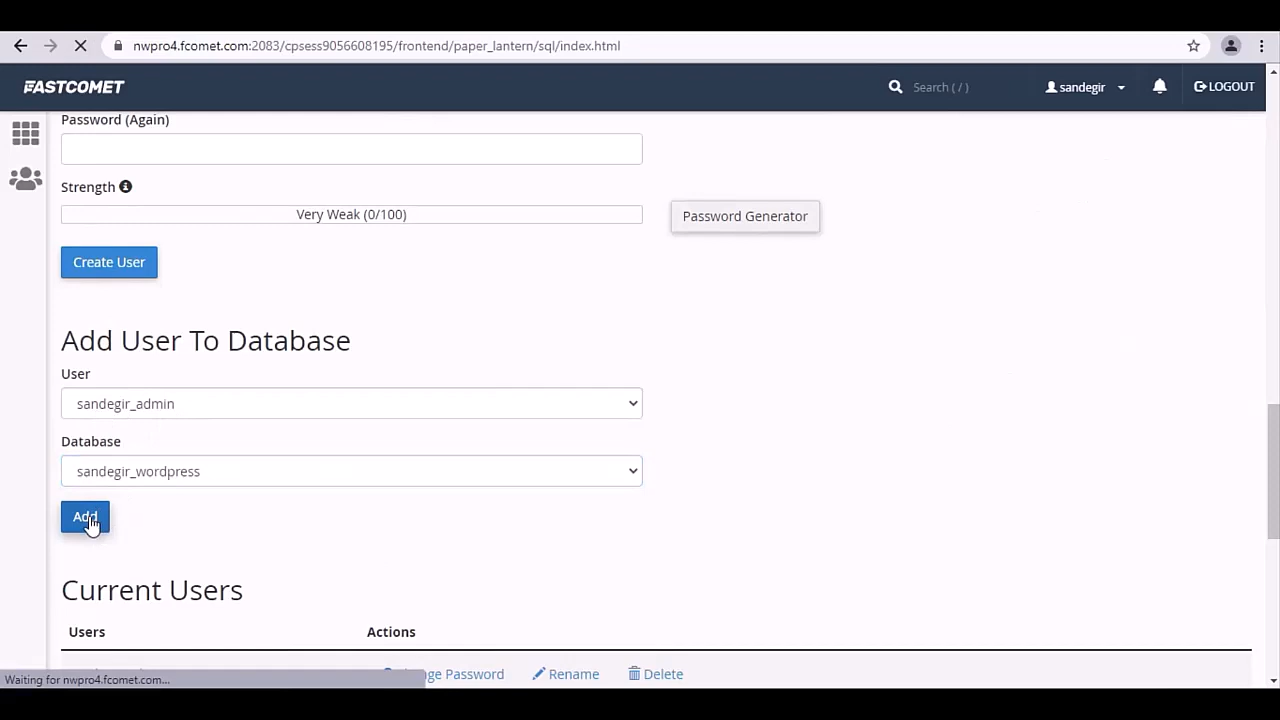 nwpro4.fcomet.com:2083/cpsess9056608195/frontend/paper_lantern/sql/index.html
FASTCOMET
Search ( / )
sandegir
LOGOUT
Password (Again)
Strength
Very Weak (0/100)
Password Generator
Create User
Add User To Database
User
sandegir_admin
Database
sandegir_wordpress
Add
Current Users
Users Actions
Password Rename Delete
Waiting for nwpro4.fcomet.com...